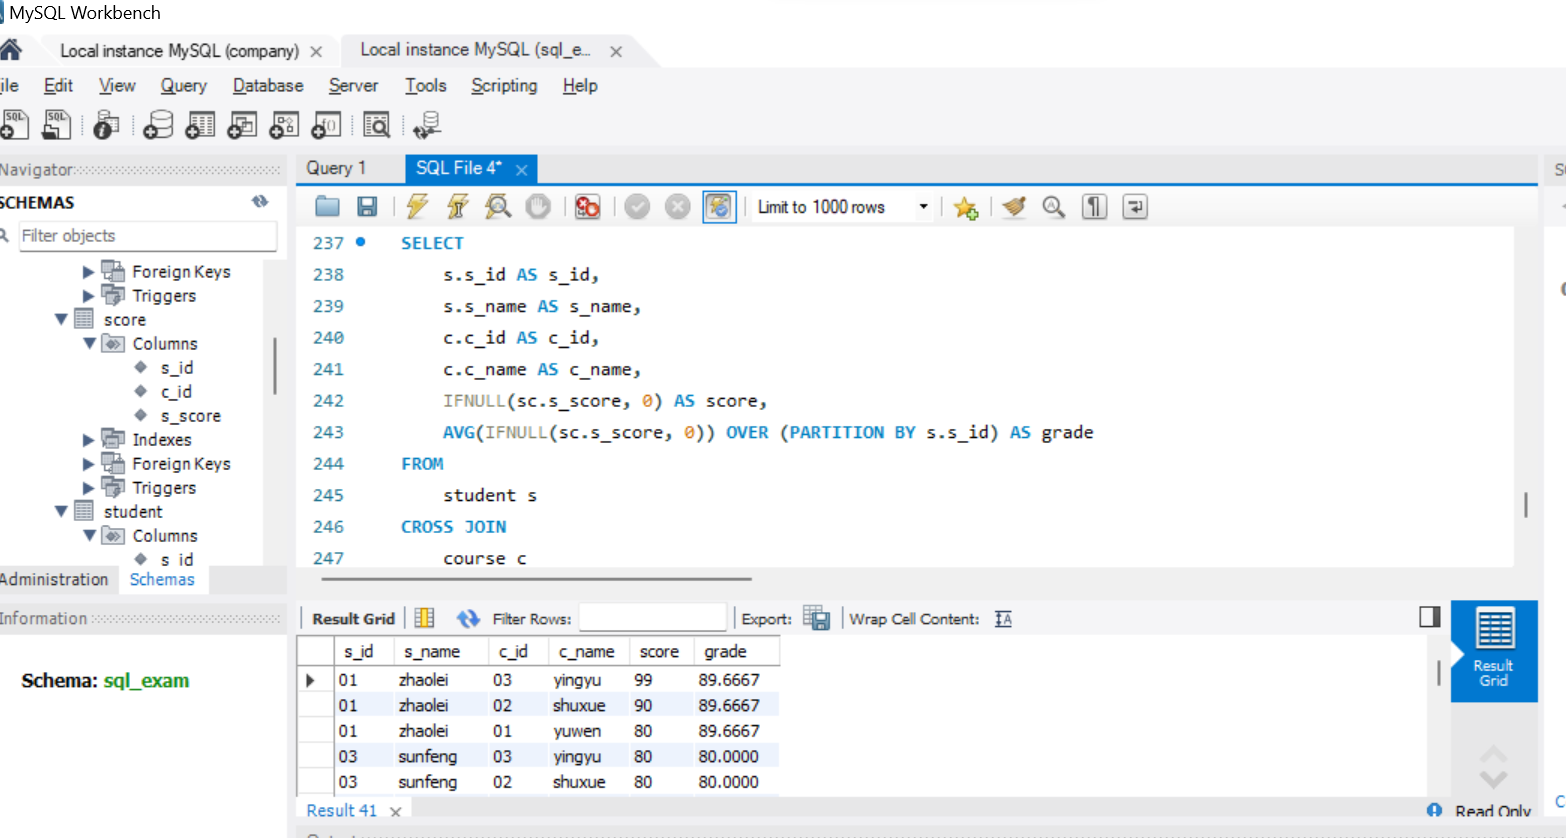 MySQL Workbench
Local instance MySQL (company) ×
Local instance MySQL (sql_e... ×
ile Edit View Query Database Server Tools Scripting Help
Navigator
SCHEMAS
Filter objects
Foreign Keys
Triggers
score
Columns
s_id
c_id
s_score
Indexes
Foreign Keys
Triggers
student
Columns
s_id
Administration Schemas
Information
Schema: sql_exam
Query 1
SQL File 4* ×
Limit to 1000 rows
237 SELECT
238 s.s_id AS s_id,
239 s.s_name AS s_name,
240 c.c_id AS c_id,
241 c.c_name AS c_name,
242 IFNULL(sc.s_score, 0) AS score,
243 AVG(IFNULL(sc.s_score, 0)) OVER (PARTITION BY s.s_id) AS grade
244 FROM
245 student s
246 CROSS JOIN
247 course c
Result Grid Filter Rows: Export: Wrap Cell Content:
s_id s_name c_id c_name score grade
01 zhaolei 03 yingyu 99 89.6667
01 zhaolei 02 shuxue 90 89.6667
01 zhaolei 01 yuwen 80 89.6667
03 sunfeng 03 yingyu 80 80.0000
03 sunfeng 02 shuxue 80 80.0000
Result Grid
Result 41 ×
Read Only